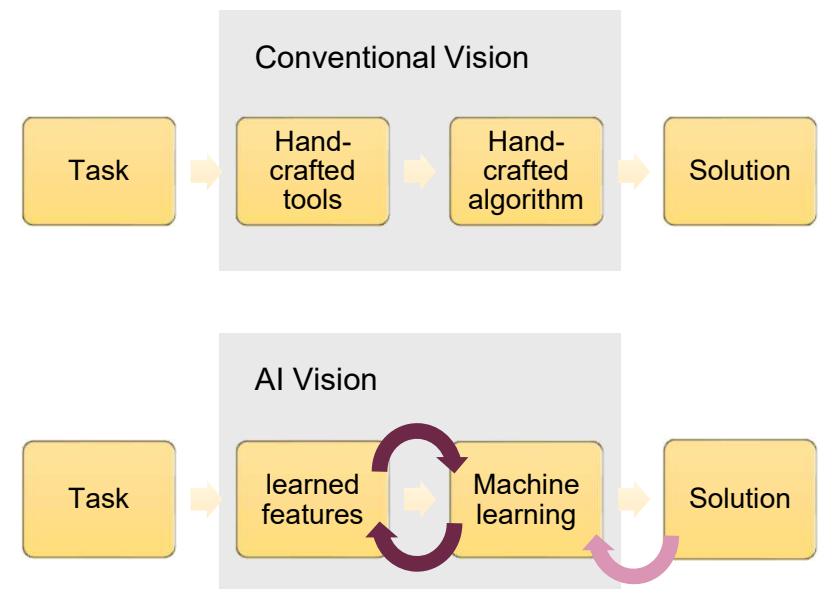 Conventional Vision
Task
Hand-
crafted
tools
Hand-
crafted
algorithm
Solution
AI Vision
Task
learned
features
Machine
learning
Solution